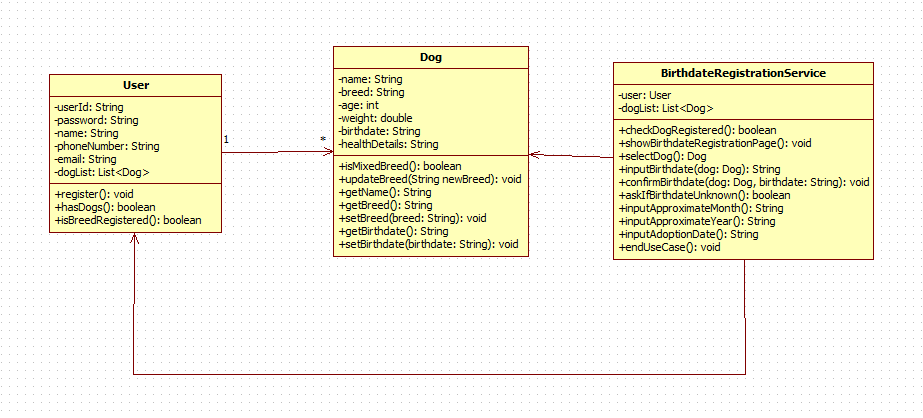 User
-userId: String
-password: String
-name: String
-phoneNumber: String
-email: String
-dogList: List<Dog>
+register(): void
+hasDogs(): boolean
+isBreedRegistered(): boolean
1
*
Dog
-name: String
-breed: String
-age: int
-weight: double
-birthdate: String
-healthDetails: String
+isMixedBreed(): boolean
+updateBreed(String newBreed): void
+getName(): String
+getBreed(): String
+setBreed(breed: String): void
+getBirthdate(): String
+setBirthdate(birthdate: String): void
BirthdateRegistrationService
-user: User
-dogList: List<Dog>
+checkDogRegistered(): boolean
+showBirthdateRegistrationPage(): void
+selectDog(): Dog
+inputBirthdate(dog: Dog): String
+confirmBirthdate(dog: Dog, birthdate: String): void
+askIfBirthdateUnknown(): boolean
+inputApproximateMonth(): String
+inputApproximateYear(): String
+inputAdoptionDate(): String
+endUseCase(): void